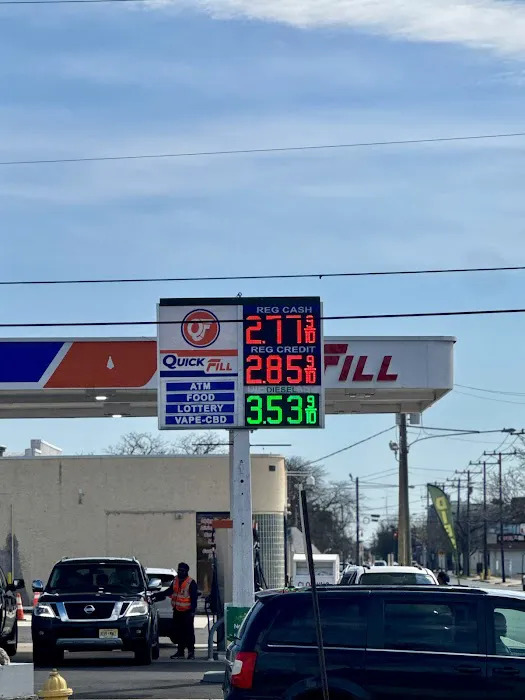 REG CASH
2.77 9/10
REG CREDIT
2.85 9/10
DIESEL
3.53 9/10
QUICK FILL
ATM
FOOD
LOTTERY
VAPE-CBD
FILL